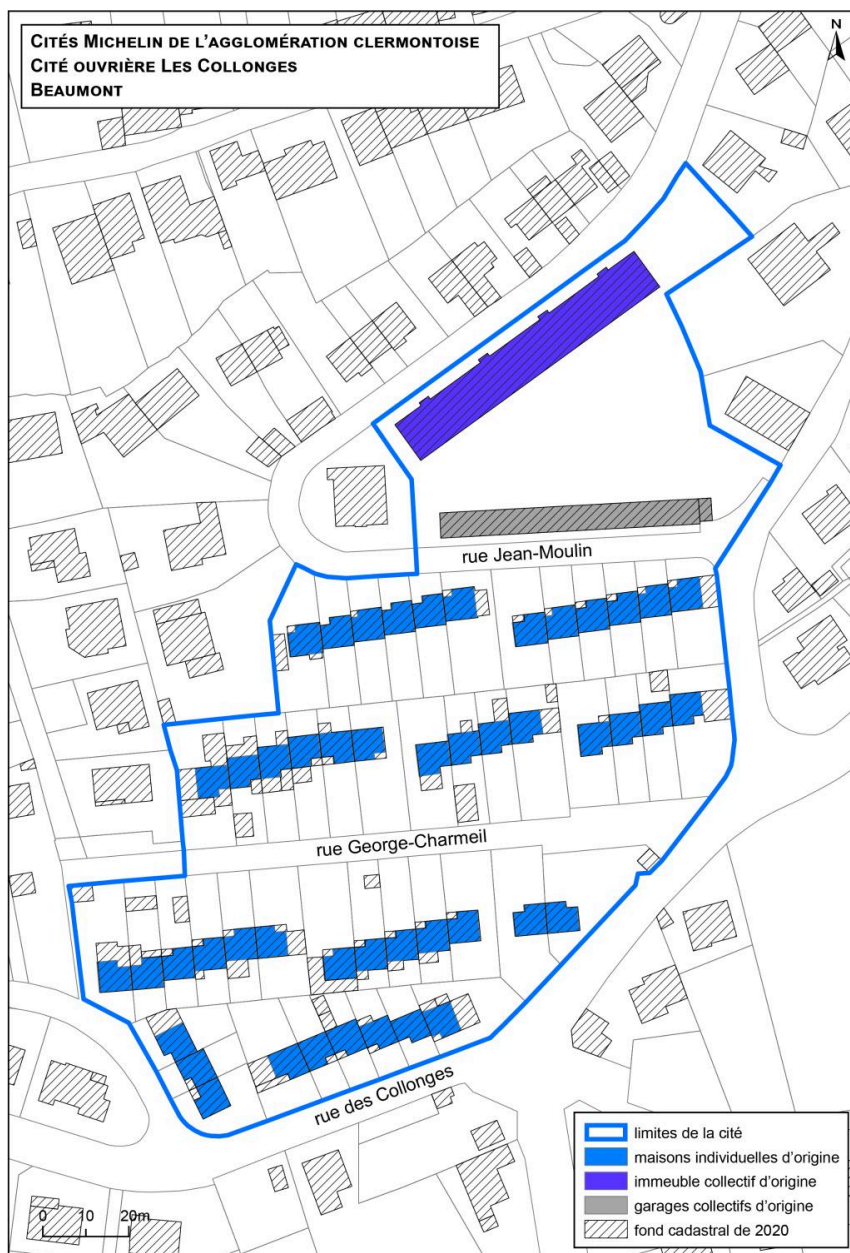 CITÉS MICHELIN DE L'AGGLOMÉRATION CLERMONTOISE
CITÉ OUVRIÈRE LES COLLONGES
BEAUMONT
N
rue Jean-Moulin
rue George-Charmeil
rue des Collonges
0 10 20m
limites de la cité
maisons individuelles d'origine
immeuble collectif d'origine
garages collectifs d'origine
fond cadastral de 2020